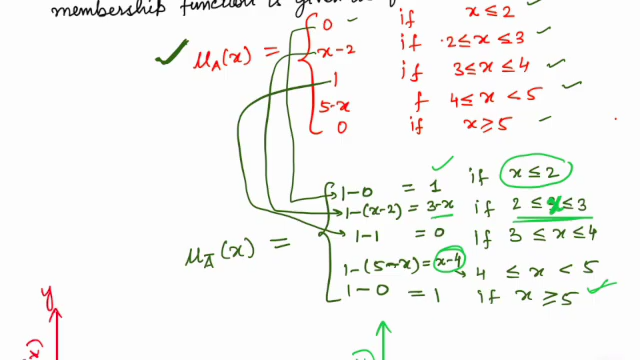 membership function is given as f
μA(x) = { 0 if x ≤ 2
x-2 if 2 ≤ x ≤ 3
1 if 3 ≤ x ≤ 4
5-x f 4 ≤ x < 5
0 if x ≥ 5
μĀ(x) = { 1-0 = 1 if x ≤ 2
1-(x-2) = 3-x if 2 ≤ x ≤ 3
1-1 = 0 if 3 ≤ x ≤ 4
1-(5-x) = x-4, 4 ≤ x < 5
1-0 = 1 if x ≥ 5
y